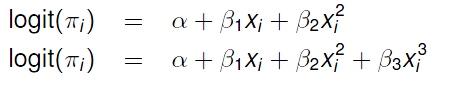 logit(πᵢ) = α + β₁xᵢ + β₂xᵢ²
logit(πᵢ) = α + β₁xᵢ + β₂xᵢ² + β₃xᵢ³